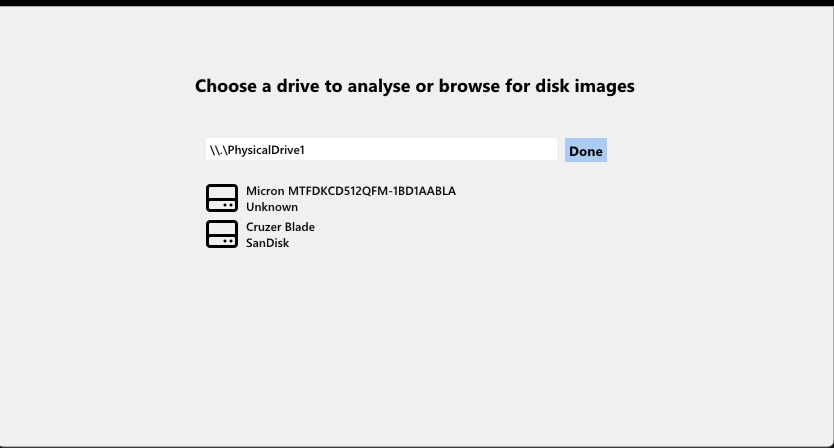 Choose a drive to analyse or browse for disk images
\\.\PhysicalDrive1
Done
Micron MTFDKCD512QFM-1BD1AABLA
Unknown
Cruzer Blade
SanDisk